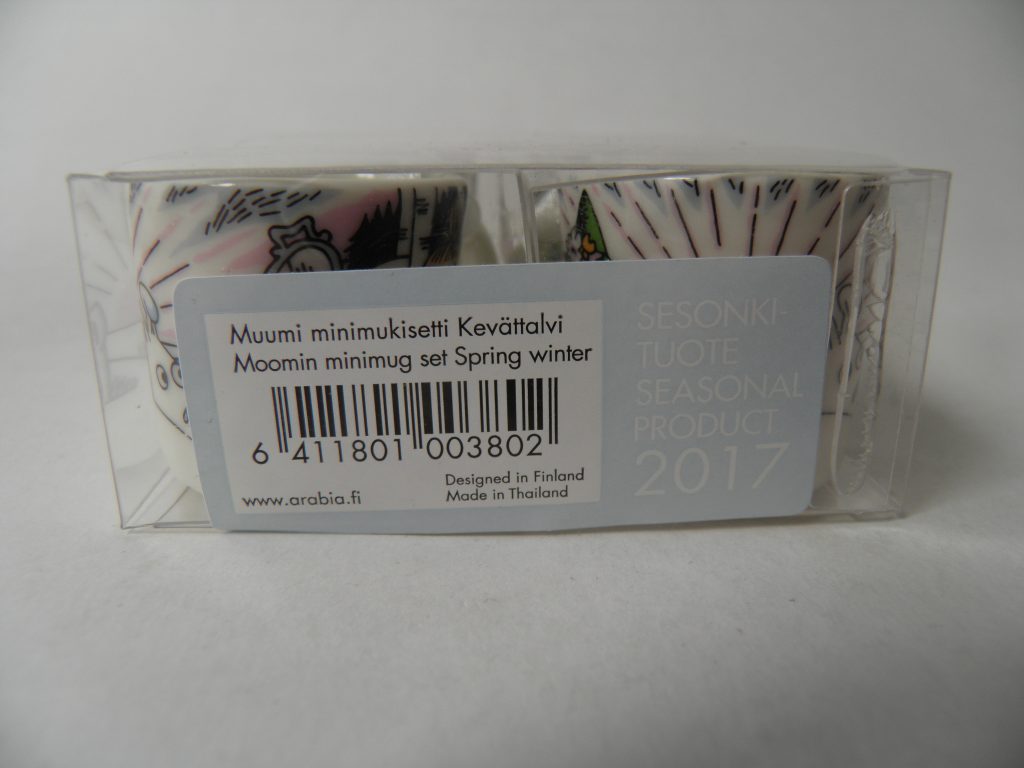 Muumi minimukisetti Kevättalvi
Moomin minimug set Spring winter
6 411801 003802
www.arabia.fi
Designed in Finland
Made in Thailand
SESONKI-
TUOTE
SEASONAL
PRODUCT
2017